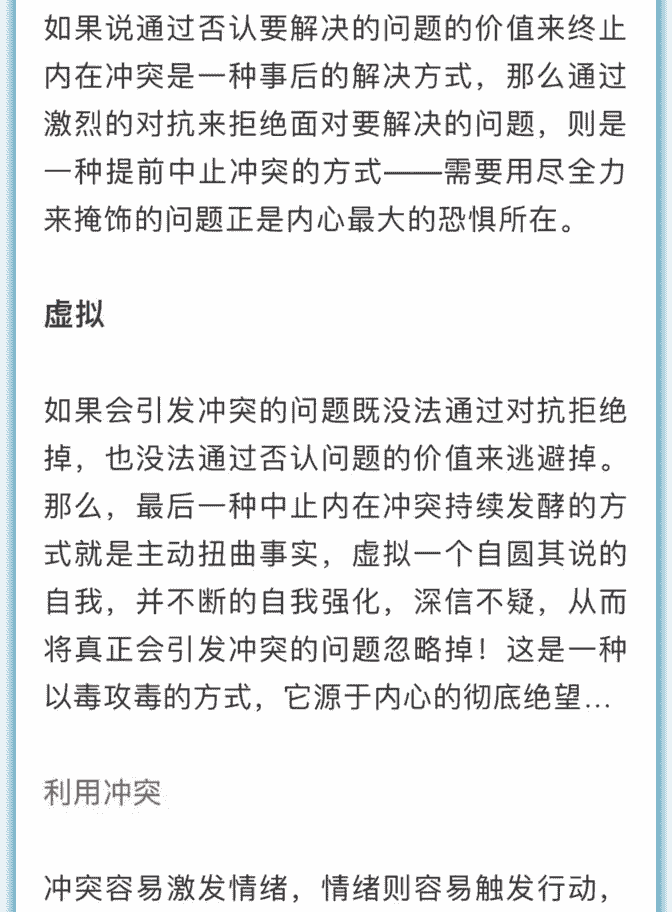 如果说通过否认要解决的问题的价值来终止
内在冲突是一种事后的解决方式，那么通过
激烈的对抗来拒绝面对要解决的问题，则是
一种提前中止冲突的方式——需要用尽全力
来掩饰的问题正是内心最大的恐惧所在。
虚拟
如果会引发冲突的问题既没法通过对抗拒绝
掉，也没法通过否认问题的价值来逃避掉。
那么，最后一种中止内在冲突持续发酵的方
式就是主动扭曲事实，虚拟一个自圆其说的
自我，并不断的自我强化，深信不疑，从而
将真正会引发冲突的问题忽略掉！这是一种
以毒攻毒的方式，它源于内心的彻底绝望...
利用冲突
冲突容易激发情绪，情绪则容易触发行动，